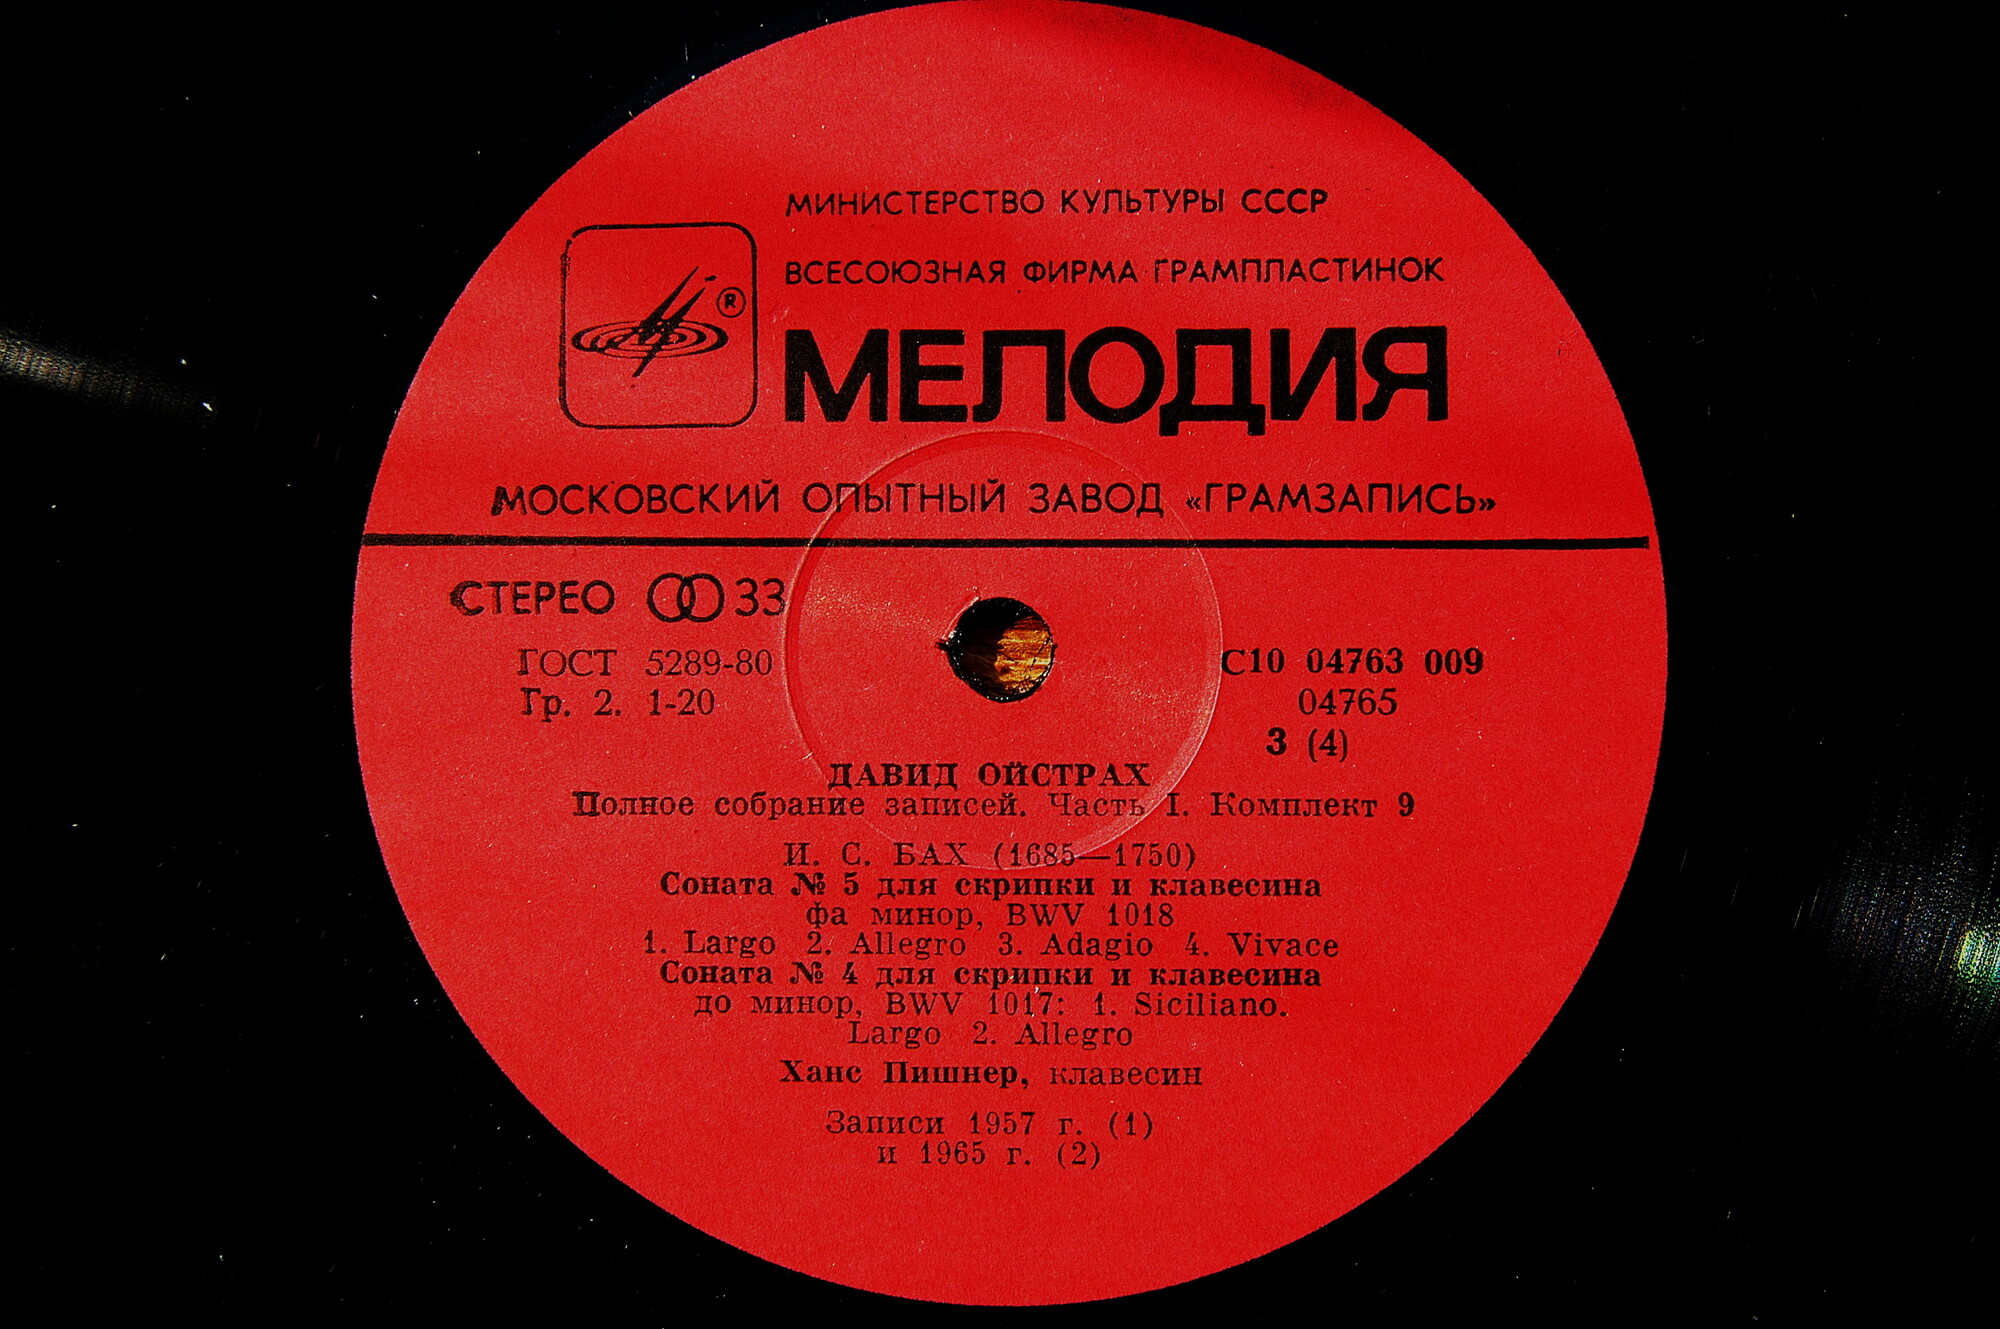 МИНИСТЕРСТВО КУЛЬТУРЫ СССР
ВСЕСОЮЗНАЯ ФИРМА ГРАМПЛАСТИНОК
®
МЕЛОДИЯ
МОСКОВСКИЙ ОПЫТНЫЙ ЗАВОД «ГРАМЗАПИСЬ»
СТЕРЕО 33
ГОСТ 5289-80
Гр. 2. 1-20
С10 04763 009
04765
3 (4)
ДАВИД ОЙСТРАХ
Полное собрание записей. Часть I. Комплект 9
И. С. БАХ (1685—1750)
Соната № 5 для скрипки и клавесина
фа минор, BWV 1018
1. Largo 2. Allegro 3. Adagio 4. Vivace
Соната № 4 для скрипки и клавесина
до минор, BWV 1017: 1. Siciliano.
Largo 2. Allegro
Ханс Пишнер, клавесин
Записи 1957 г. (1)
и 1965 г. (2)